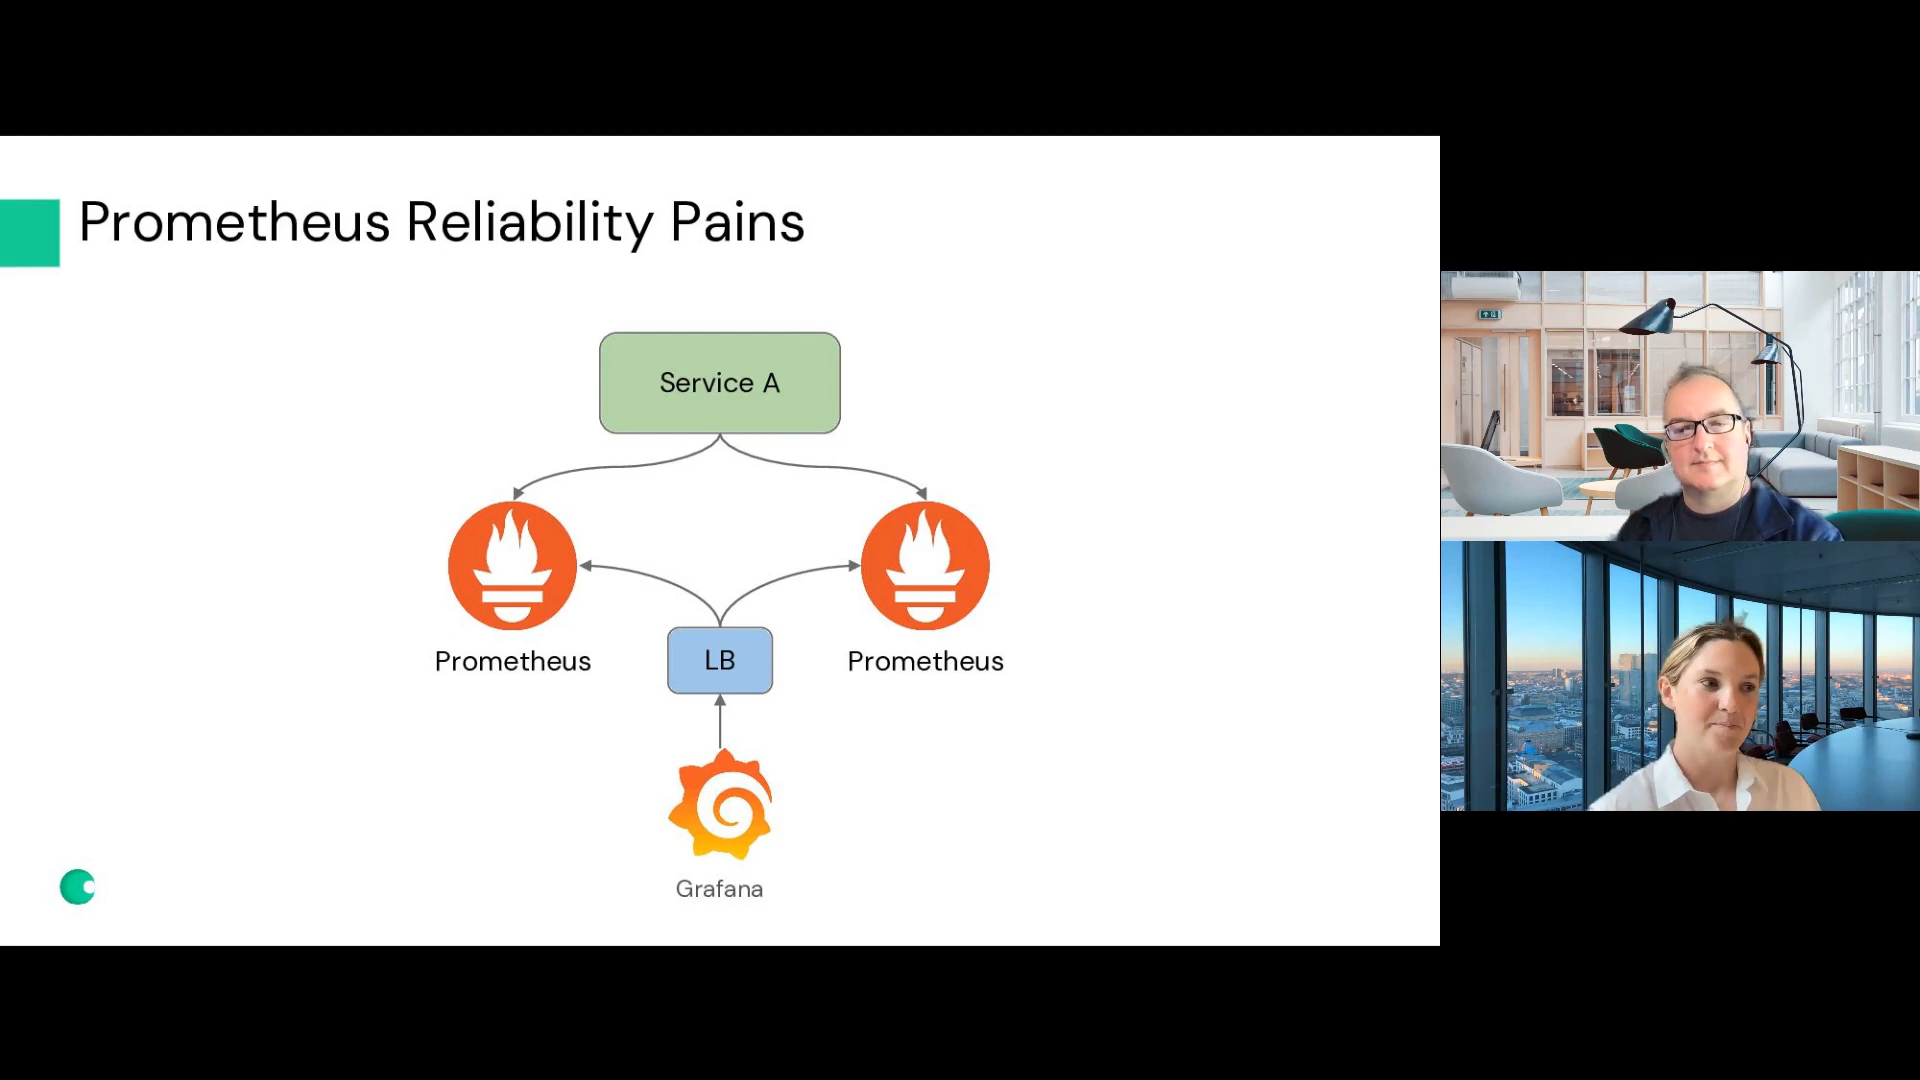 Prometheus Reliability Pains
Service A
Prometheus
LB
Prometheus
Grafana